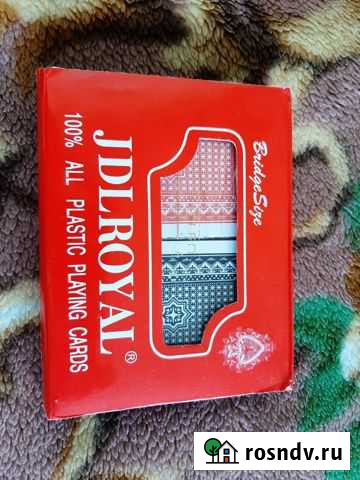 Bridge Size
JDLROYAL®
100% ALL PLASTIC PLAYING CARDS
rosndv.ru